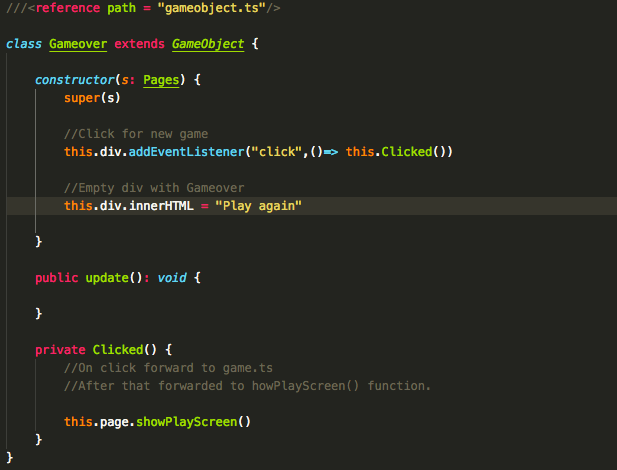 ///<reference path = "gameobject.ts"/>
class Gameover extends GameObject {
constructor(s: Pages) {
super(s)
//Click for new game
this.div.addEventListener("click",()=> this.Clicked())
//Empty div with Gameover
this.div.innerHTML = "Play again"
}
public update(): void {
}
private Clicked() {
//On click forward to game.ts
//After that forwarded to howPlayScreen() function.
this.page.showPlayScreen()
}
}